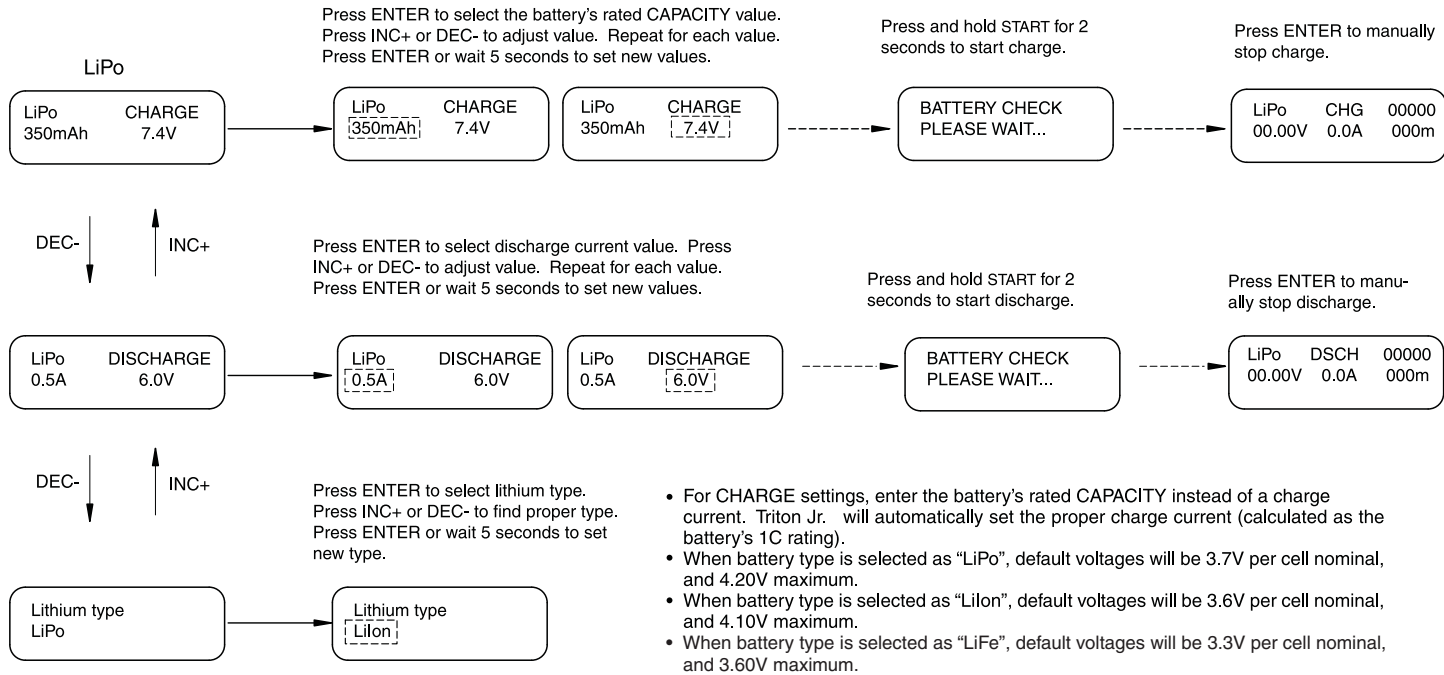 Press ENTER to select the battery's rated CAPACITY value.
Press INC+ or DEC- to adjust value. Repeat for each value.
Press ENTER or wait 5 seconds to set new values.
Press and hold START for 2
seconds to start charge.
Press ENTER to manually
stop charge.
LiPo
LiPo CHARGE
350mAh 7.4V
LiPo CHARGE
350mAh 7.4V
LiPo CHARGE
350mAh 7.4V
BATTERY CHECK
PLEASE WAIT...
LiPo CHG 00000
00.00V 0.0A 000m
DEC- INC+
Press ENTER to select discharge current value. Press
INC+ or DEC- to adjust value. Repeat for each value.
Press ENTER or wait 5 seconds to set new values.
Press and hold START for 2
seconds to start discharge.
Press ENTER to manu-
ally stop discharge.
LiPo DISCHARGE
0.5A 6.0V
LiPo DISCHARGE
0.5A 6.0V
LiPo DISCHARGE
0.5A 6.0V
BATTERY CHECK
PLEASE WAIT...
LiPo DSCH 00000
00.00V 0.0A 000m
DEC- INC+
Press ENTER to select lithium type.
Press INC+ or DEC- to find proper type.
Press ENTER or wait 5 seconds to set
new type.
Lithium type
LiPo
Lithium type
LiIon
• For CHARGE settings, enter the battery's rated CAPACITY instead of a charge
current. Triton Jr. will automatically set the proper charge current (calculated as the
battery's 1C rating).
• When battery type is selected as "LiPo", default voltages will be 3.7V per cell nominal,
and 4.20V maximum.
• When battery type is selected as "LiIon", default voltages will be 3.6V per cell nominal,
and 4.10V maximum.
• When battery type is selected as "LiFe", default voltages will be 3.3V per cell nominal,
and 3.60V maximum.